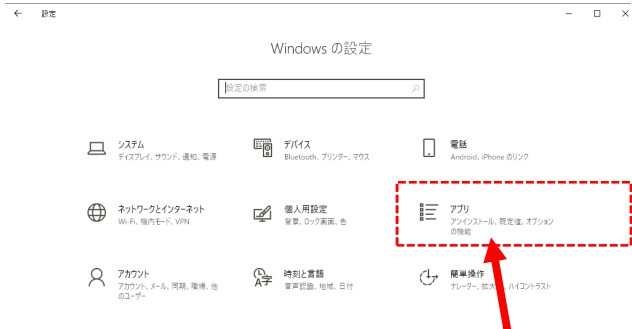 設定
Windows の設定
設定の検索
システム
ディスプレイ、サウンド、通知、電源
デバイス
Bluetooth、プリンター、マウス
電話
Android、iPhone のリンク
ネットワークとインターネット
Wi-Fi、機内モード、VPN
個人用設定
背景、ロック画面、色
アプリ
アンインストール、既定値、オプション
の機能
アカウント
アカウント、メール、同期、職場、他
のユーザー
時刻と言語
音声認識、地域、日付
簡単操作
ナレーター、拡大、ハイコントラスト